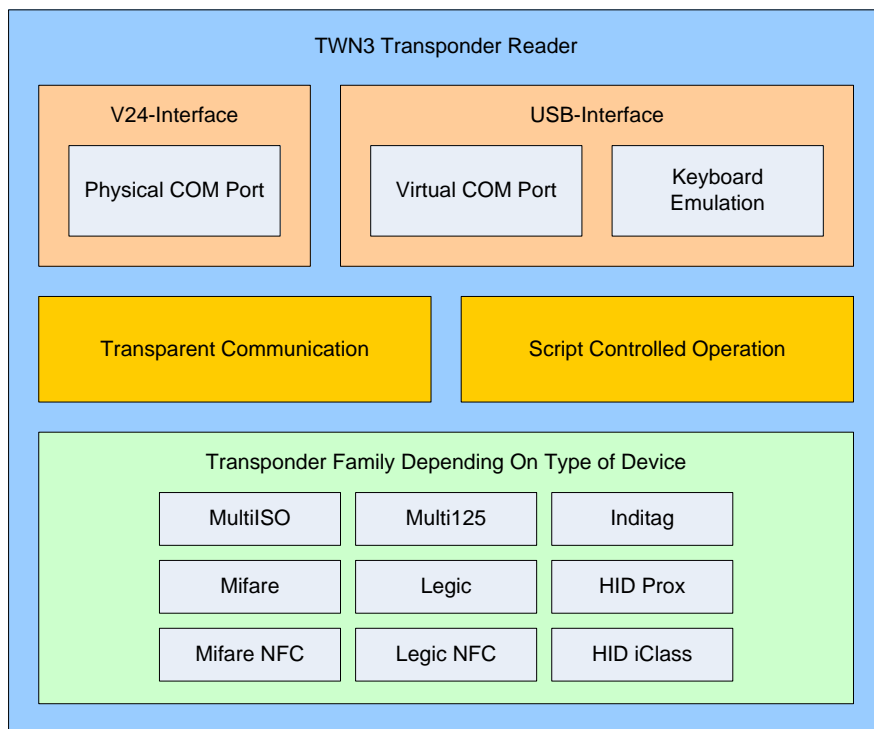 TWN3 Transponder Reader
V24-Interface
Physical COM Port
USB-Interface
Virtual COM Port
Keyboard
Emulation
Transparent Communication
Script Controlled Operation
Transponder Family Depending On Type of Device
MultiISO
Multi125
Inditag
Mifare
Legic
HID Prox
Mifare NFC
Legic NFC
HID iClass